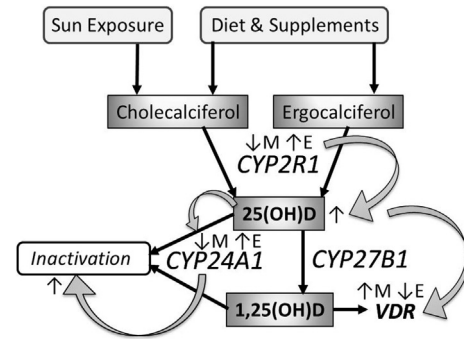 Sun Exposure
Diet & Supplements
Cholecalciferol
Ergocalciferol
↓M ↑E
CYP2R1
25(OH)D
↑
↓M ↑E
CYP24A1
CYP27B1
Inactivation
↑
1,25(OH)D
↑M ↓E
VDR